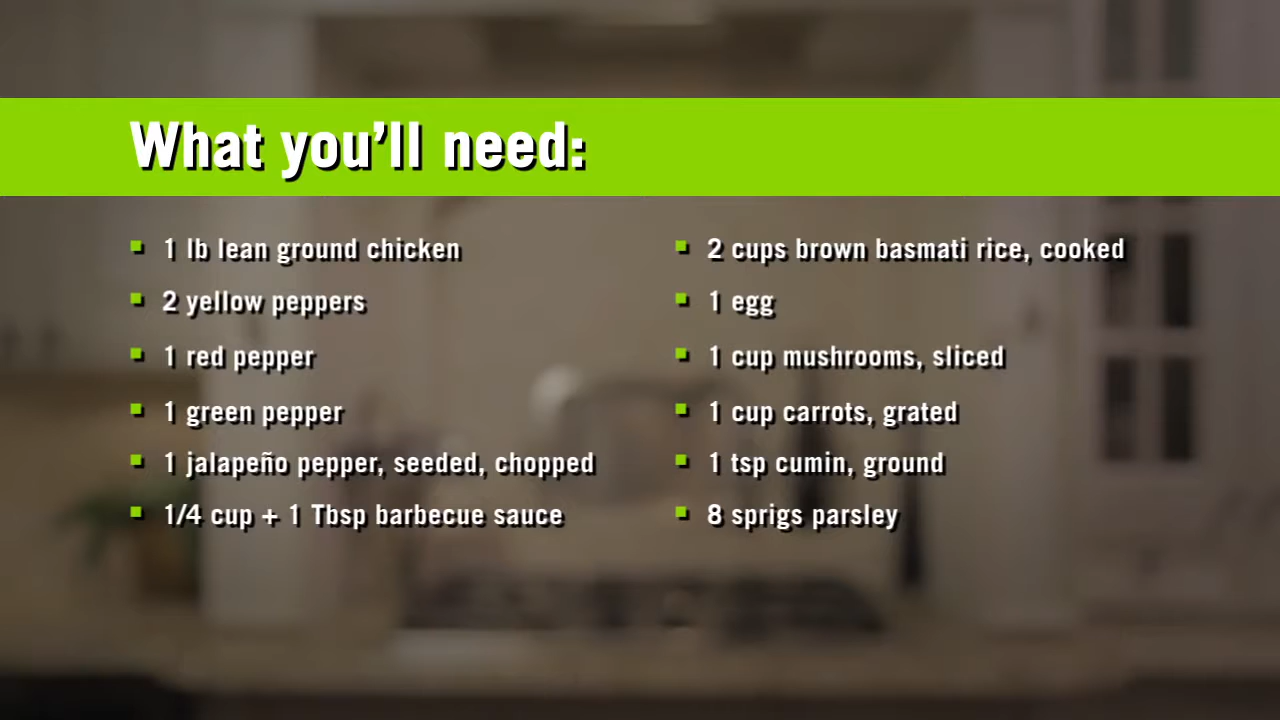 What you'll need:
1 lb lean ground chicken
2 yellow peppers
1 red pepper
1 green pepper
1 jalapeño pepper, seeded, chopped
1/4 cup + 1 Tbsp barbecue sauce
2 cups brown basmati rice, cooked
1 egg
1 cup mushrooms, sliced
1 cup carrots, grated
1 tsp cumin, ground
8 sprigs parsley